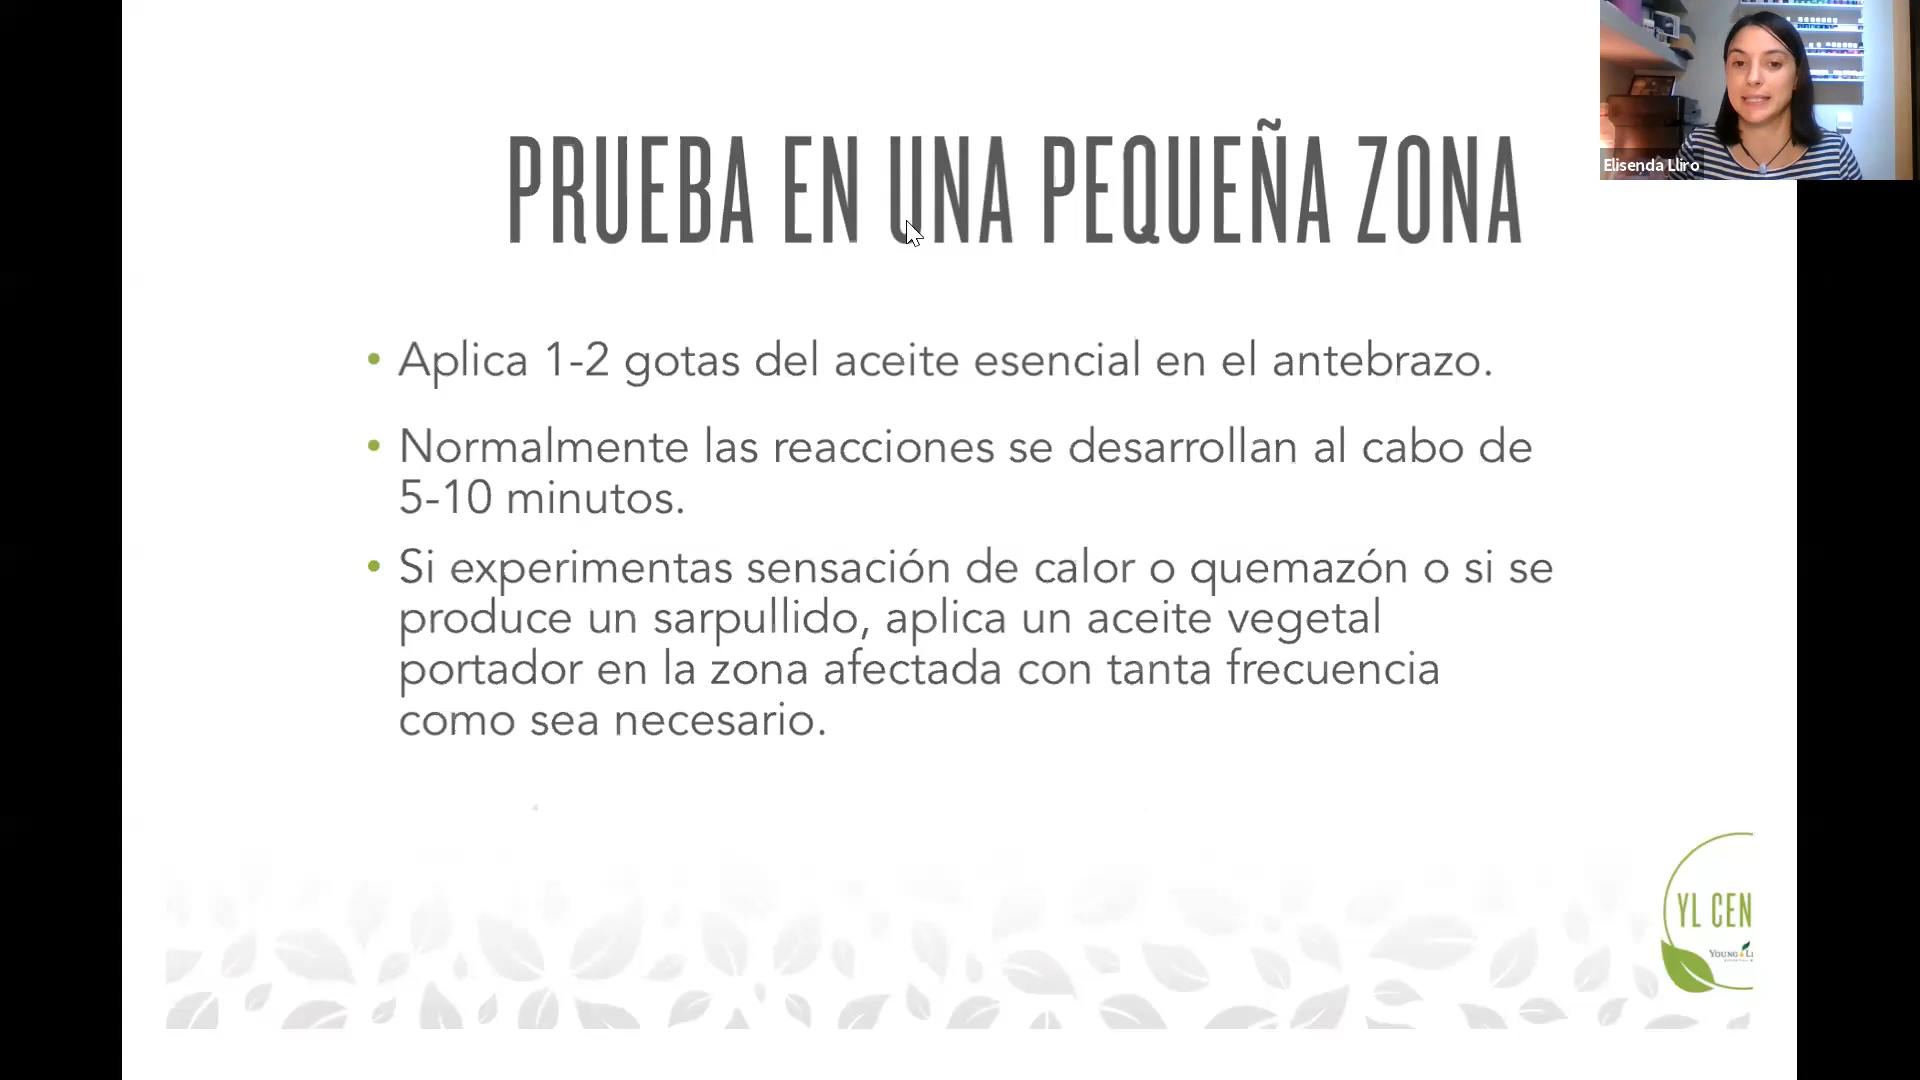 PRUEBA EN UNA PEQUEÑA ZONA
Elisenda Lliro
• Aplica 1-2 gotas del aceite esencial en el antebrazo.
• Normalmente las reacciones se desarrollan al cabo de
5-10 minutos.
• Si experimentas sensación de calor o quemazón o si se
produce un sarpullido, aplica un aceite vegetal
portador en la zona afectada con tanta frecuencia
como sea necesario.
YL CEN
YOUNG LI